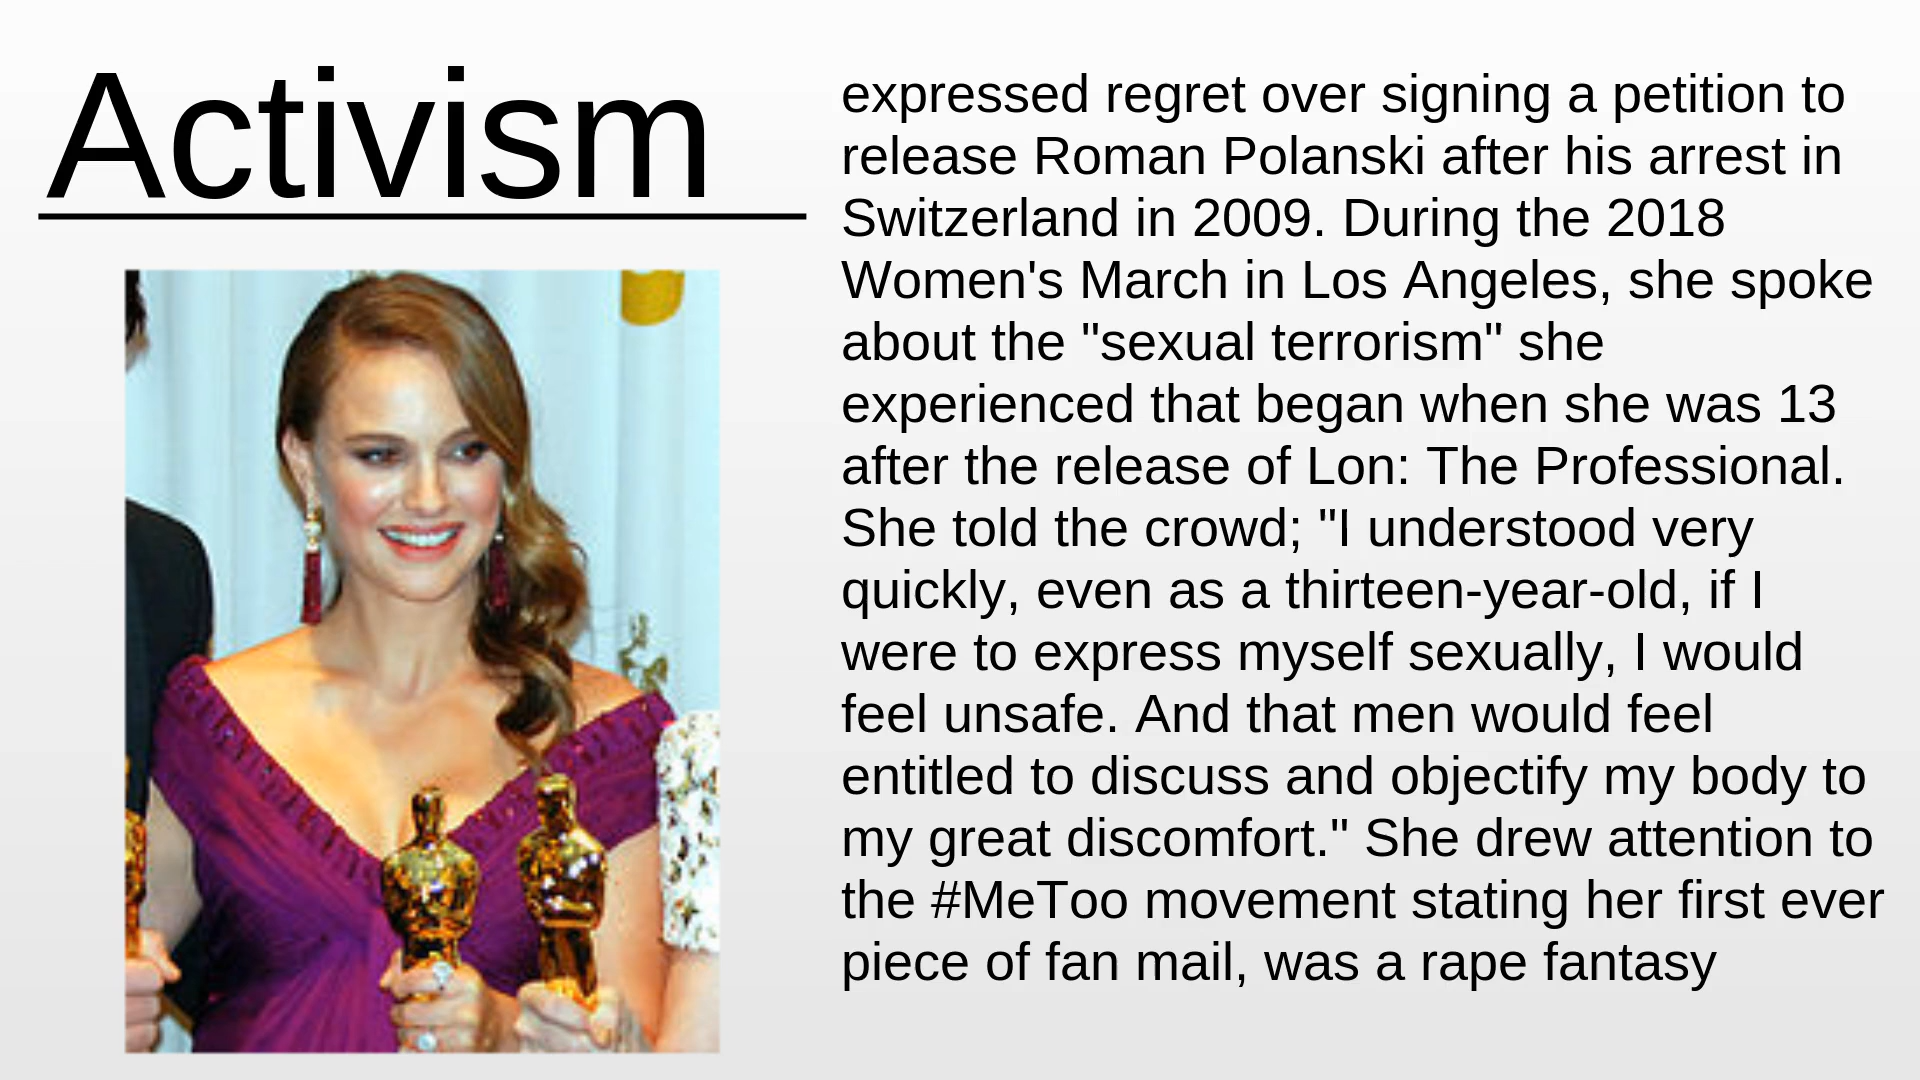 Activism
expressed regret over signing a petition to
release Roman Polanski after his arrest in
Switzerland in 2009. During the 2018
Women's March in Los Angeles, she spoke
about the "sexual terrorism" she
experienced that began when she was 13
after the release of Lon: The Professional.
She told the crowd; "I understood very
quickly, even as a thirteen-year-old, if I
were to express myself sexually, I would
feel unsafe. And that men would feel
entitled to discuss and objectify my body to
my great discomfort." She drew attention to
the #MeToo movement stating her first ever
piece of fan mail, was a rape fantasy